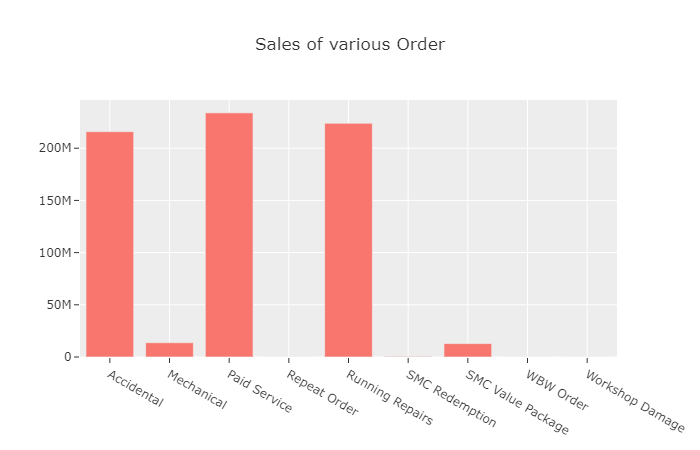 Sales of various Order
200M
150M
100M
50M
0
Accidental
Mechanical
Paid Service
Repeat Order
Running Repairs
SMC Redemption
SMC Value Package
WBW Order
Workshop Damage